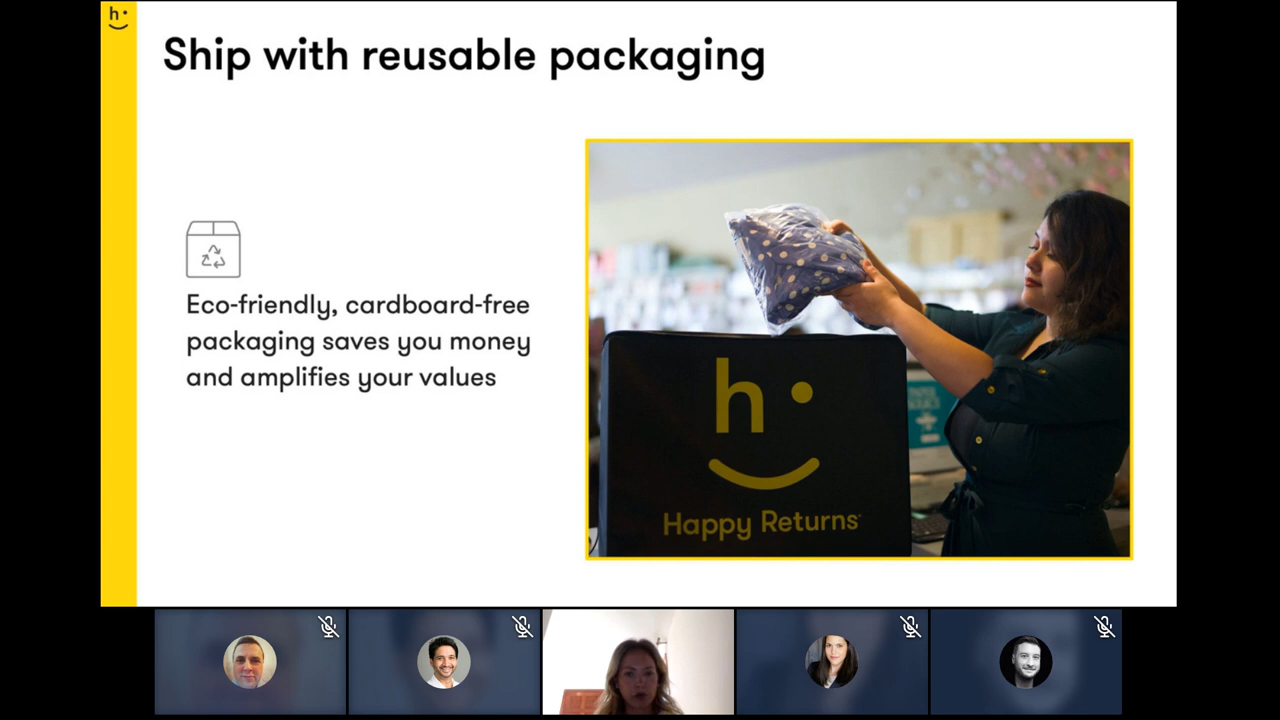 h
Ship with reusable packaging
Eco-friendly, cardboard-free
packaging saves you money
and amplifies your values
h
Happy Returns